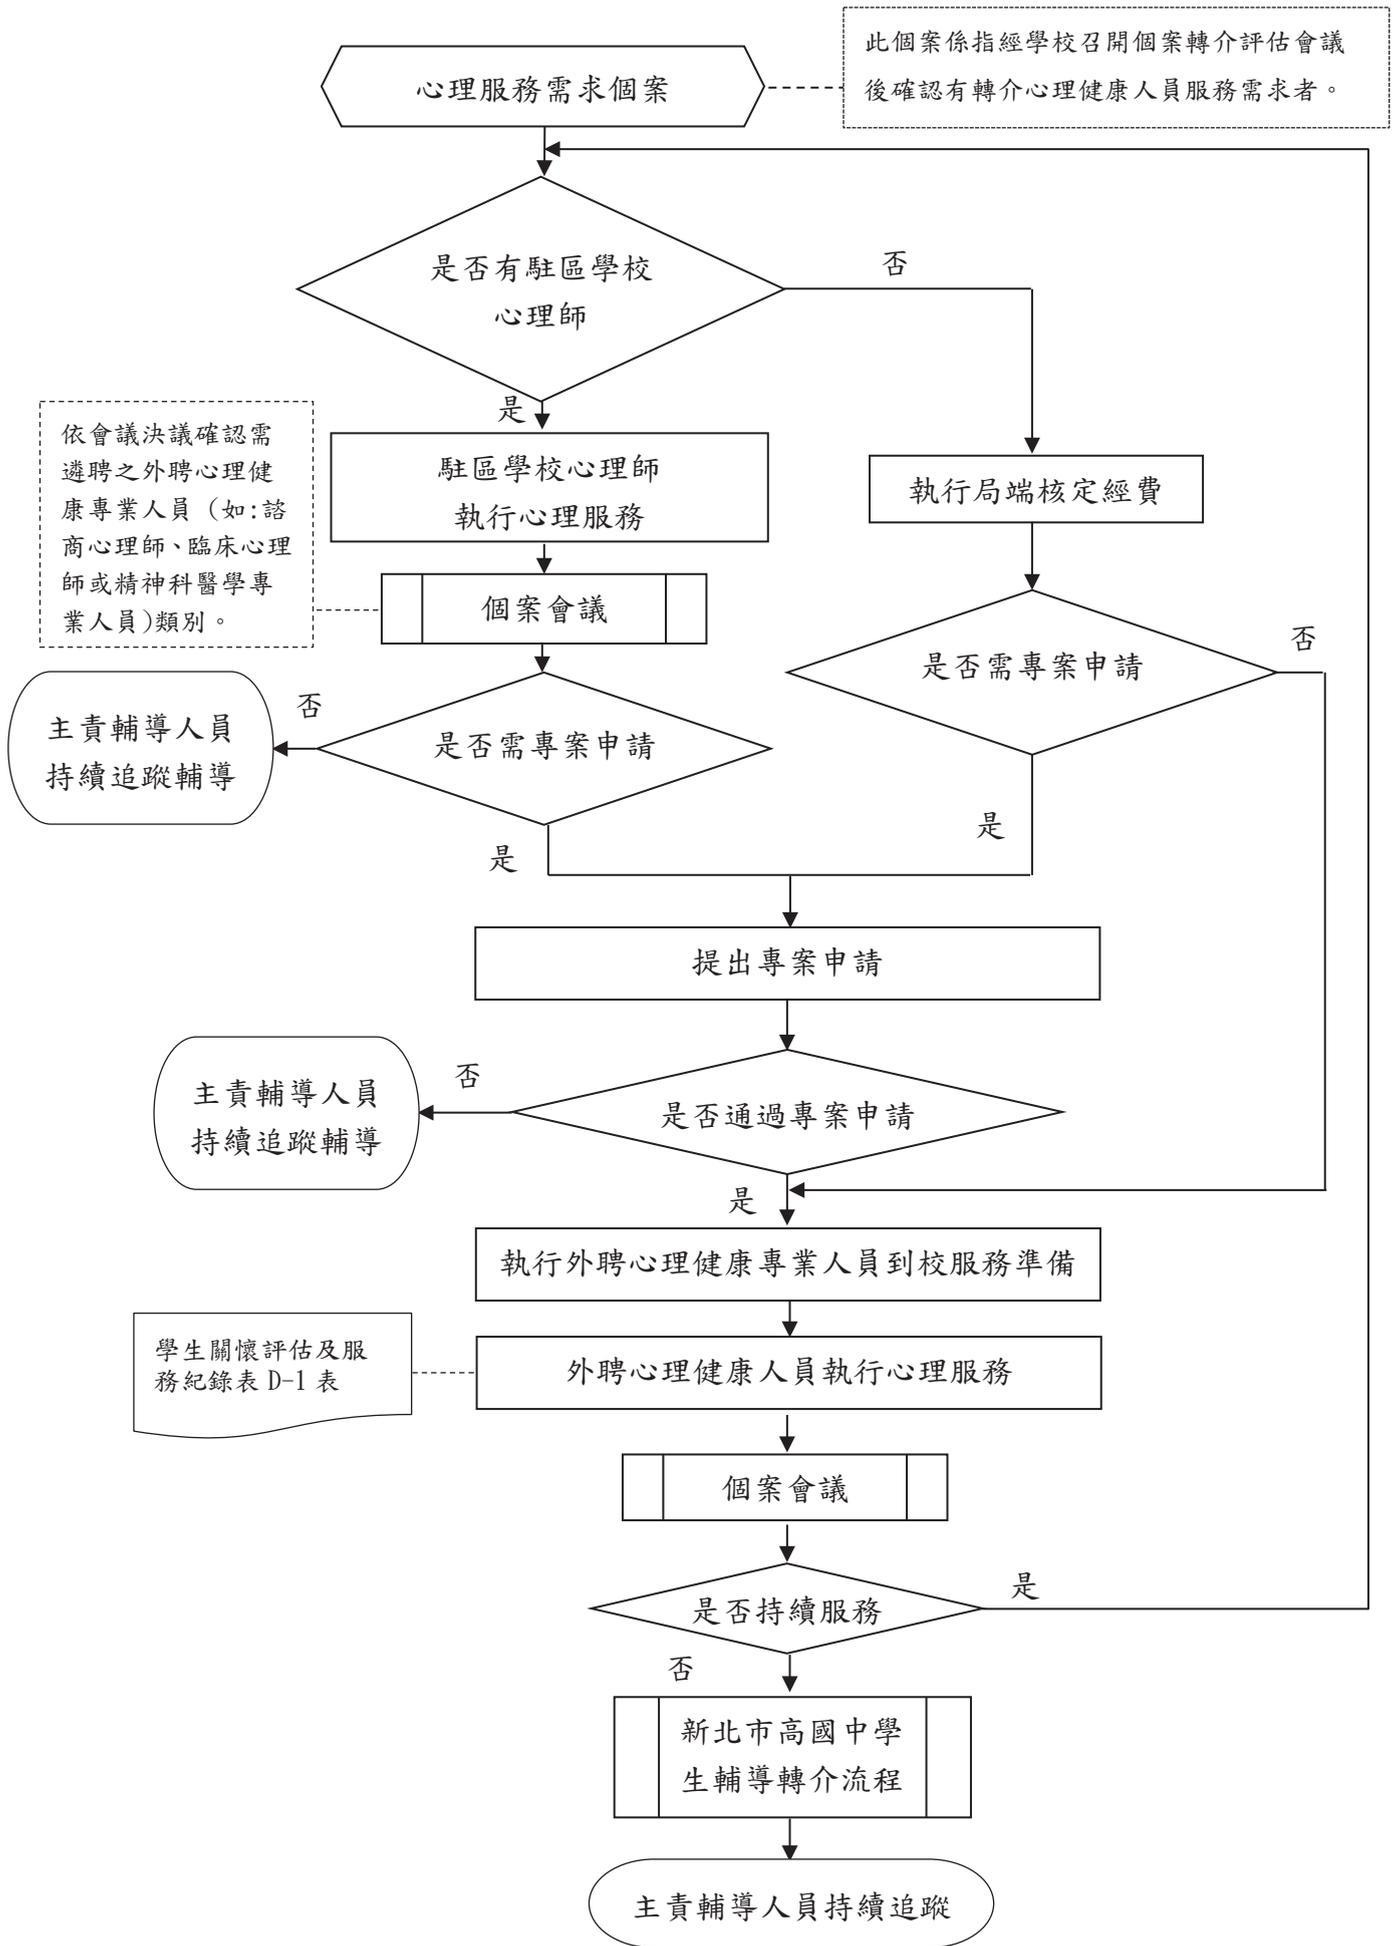 此個案係指經學校召開個案轉介評估會議
後確認有轉介心理健康人員服務需求者。
心理服務需求個案
是否有駐區學校
心理師
否
是
依會議決議確認需
遴聘之外聘心理健
康專業人員（如:諮
商心理師、臨床心理
師或精神科醫學專
業人員)類別。
駐區學校心理師
執行心理服務
執行局端核定經費
個案會議
是否需專案申請
否
主責輔導人員
持續追蹤輔導
否
是否需專案申請
是
是
提出專案申請
主責輔導人員
持續追蹤輔導
否
是否通過專案申請
是
執行外聘心理健康專業人員到校服務準備
學生關懷評估及服
務紀錄表 D-1 表
外聘心理健康人員執行心理服務
個案會議
是否持續服務
是
否
新北市高國中學
生輔導轉介流程
主責輔導人員持續追蹤